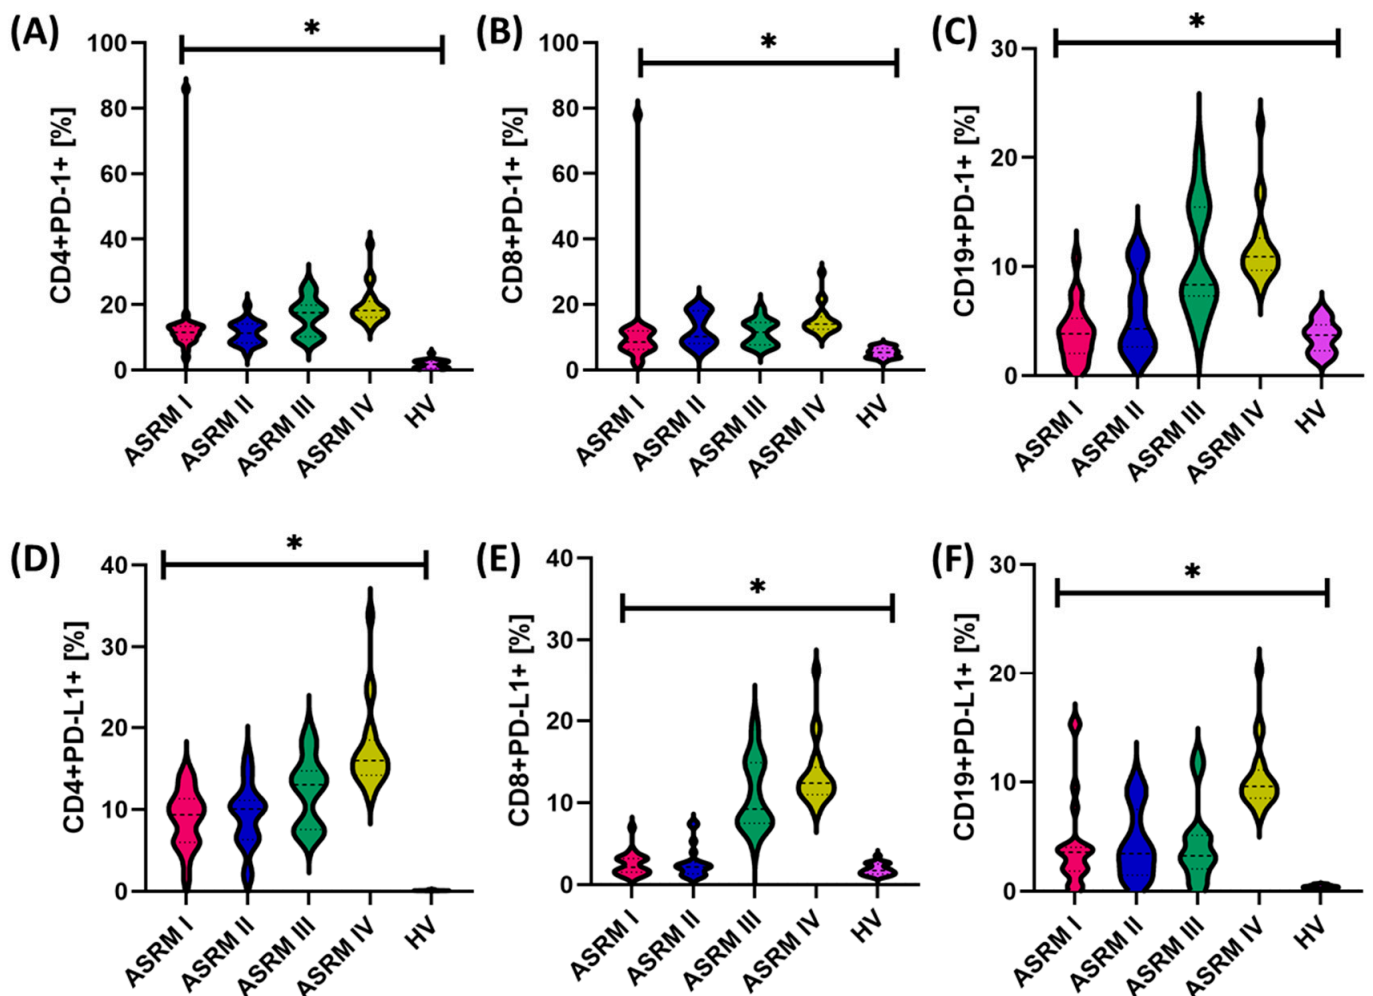 (A)
*
CD4+PD-1+ [%]
100
80
60
40
20
0
ASRM I
ASRM II
ASRM III
ASRM IV
HV
(B)
*
CD8+PD-1+ [%]
100
80
60
40
20
0
ASRM I
ASRM II
ASRM III
ASRM IV
HV
(C)
*
CD19+PD-1+ [%]
30
20
10
0
ASRM I
ASRM II
ASRM III
ASRM IV
HV
(D)
*
CD4+PD-L1+ [%]
40
30
20
10
0
ASRM I
ASRM II
ASRM III
ASRM IV
HV
(E)
*
CD8+PD-L1+ [%]
40
30
20
10
0
ASRM I
ASRM II
ASRM III
ASRM IV
HV
(F)
*
CD19+PD-L1+ [%]
30
20
10
0
ASRM I
ASRM II
ASRM III
ASRM IV
HV